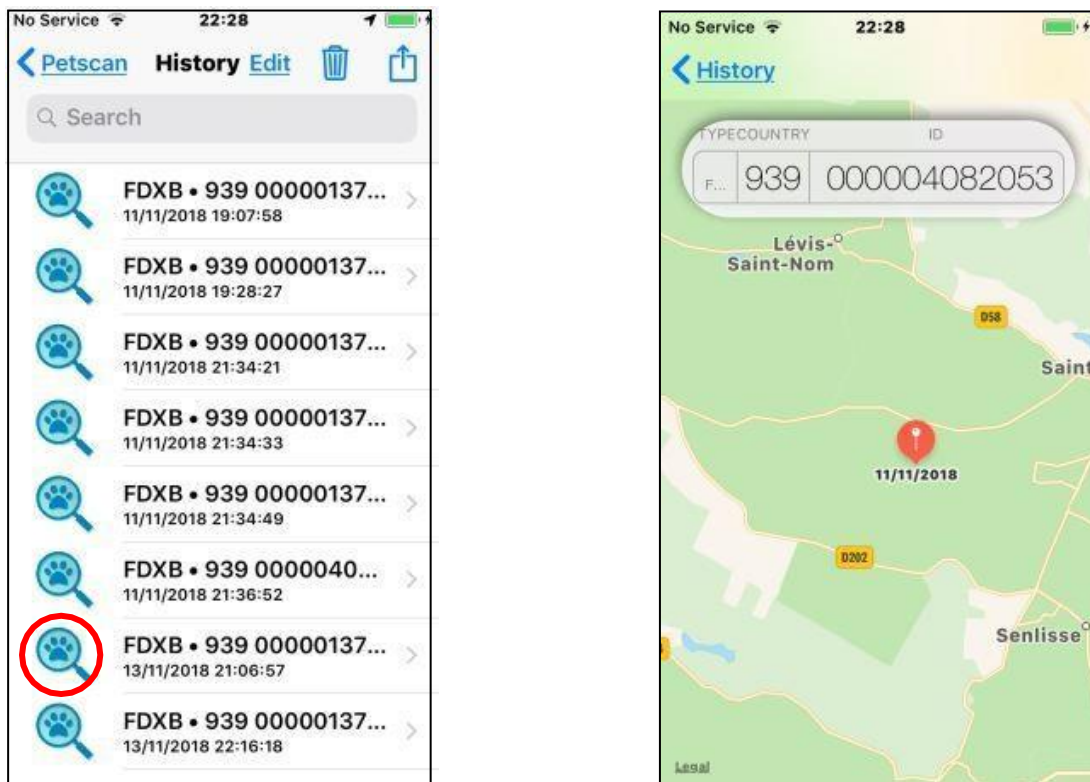 No Service 22:28
Petscan History Edit
Search
FDXB • 939 00000137...
11/11/2018 19:07:58
FDXB • 939 00000137...
11/11/2018 19:28:27
FDXB • 939 00000137...
11/11/2018 21:34:21
FDXB • 939 00000137...
11/11/2018 21:34:33
FDXB • 939 00000137...
11/11/2018 21:34:49
FDXB • 939 0000040...
11/11/2018 21:36:52
FDXB • 939 00000137...
13/11/2018 21:06:57
FDXB • 939 00000137...
13/11/2018 22:16:18
No Service 22:28
History
TYPE COUNTRY ID
F... 939 000004082053
Lévis-
Saint-Nom
D58
Saint
11/11/2018
D202
Senlisse
Legal